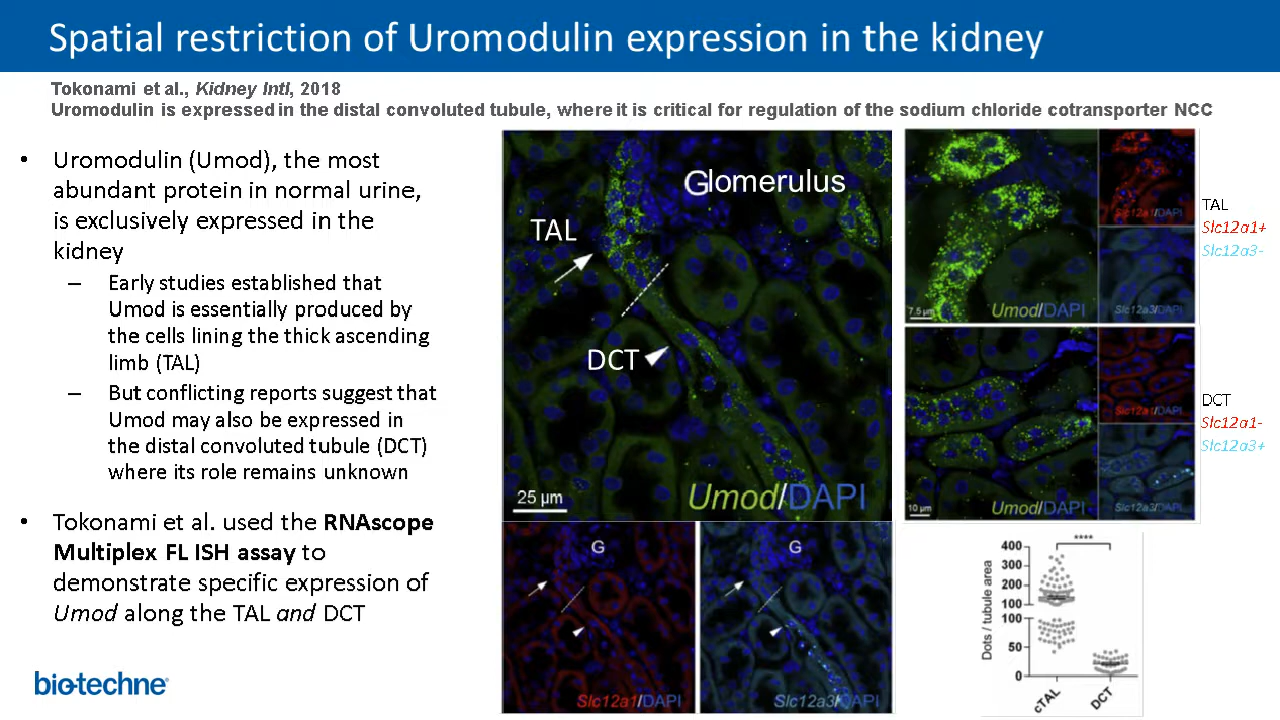 Spatial restriction of Uromodulin expression in the kidney
Tokonami et al., Kidney Intl, 2018
Uromodulin is expressed in the distal convoluted tubule, where it is critical for regulation of the sodium chloride cotransporter NCC
• Uromodulin (Umod), the most
abundant protein in normal urine,
is exclusively expressed in the
kidney
– Early studies established that
Umod is essentially produced by
the cells lining the thick ascending
limb (TAL)
– But conflicting reports suggest that
Umod may also be expressed in
the distal convoluted tubule (DCT)
where its role remains unknown
• Tokonami et al. used the RNAscope
Multiplex FL ISH assay to
demonstrate specific expression of
Umod along the TAL and DCT
bio-techne®
Glomerulus
TAL
DCT
25 µm
Umod/DAPI
G
Slc12a1/DAPI
G
Slc12a3/DAPI
7.5 µm
Umod/DAPI
Slc12a1/DAPI
Slc12a3/DAPI
TAL
Slc12a1+
Slc12a3-
10 µm
Umod/DAPI
Slc12a1/DAPI
Slc12a3/DAPI
DCT
Slc12a1-
Slc12a3+
****
Dots / tubule area
400
300
200
100
100
50
0
cTAL
DCT